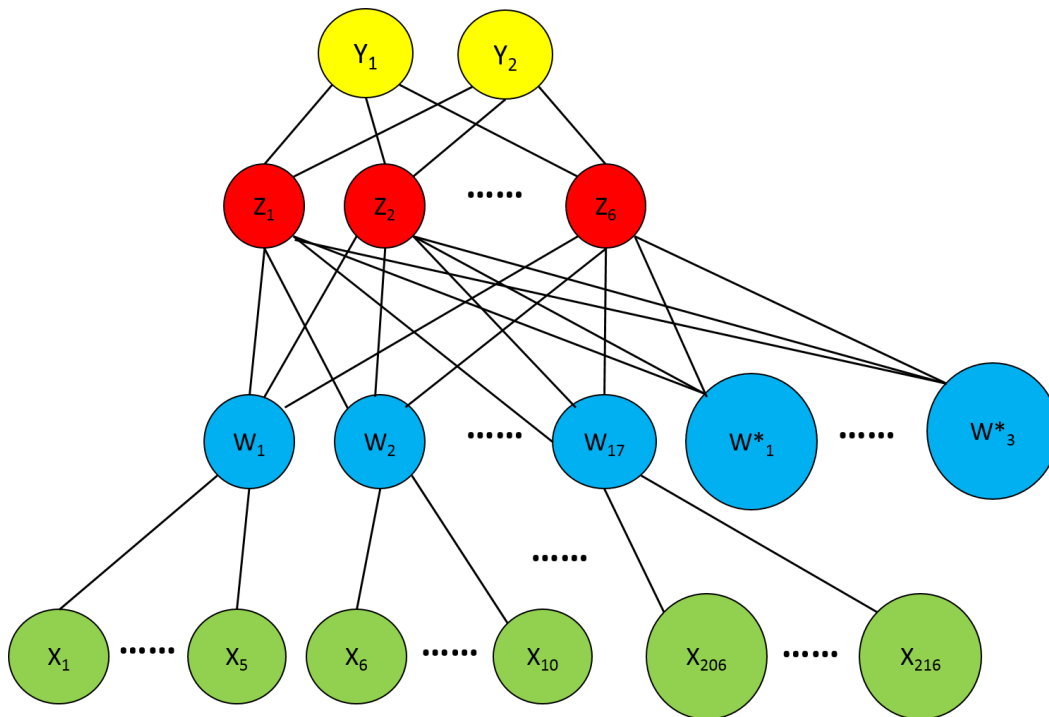 Y₁ Y₂
Z₁ Z₂ ...... Z₆
W₁ W₂ ...... W₁₇ W*₁ ...... W*₃
......
X₁ ...... X₅ X₆ ...... X₁₀ X₂₀₆ ...... X₂₁₆